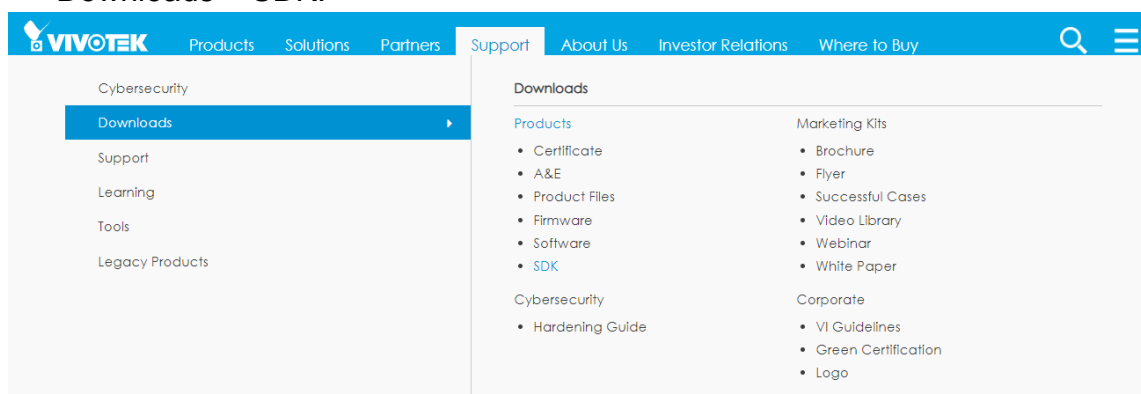 Downloads > SDK.
VIVOTEK Products Solutions Partners Support About Us Investor Relations Where to Buy
Cybersecurity
Downloads
Support
Learning
Tools
Legacy Products
Downloads
Products
• Certificate
• A&E
• Product Files
• Firmware
• Software
• SDK
Cybersecurity
• Hardening Guide
Marketing Kits
• Brochure
• Flyer
• Successful Cases
• Video Library
• Webinar
• White Paper
Corporate
• VI Guidelines
• Green Certification
• Logo